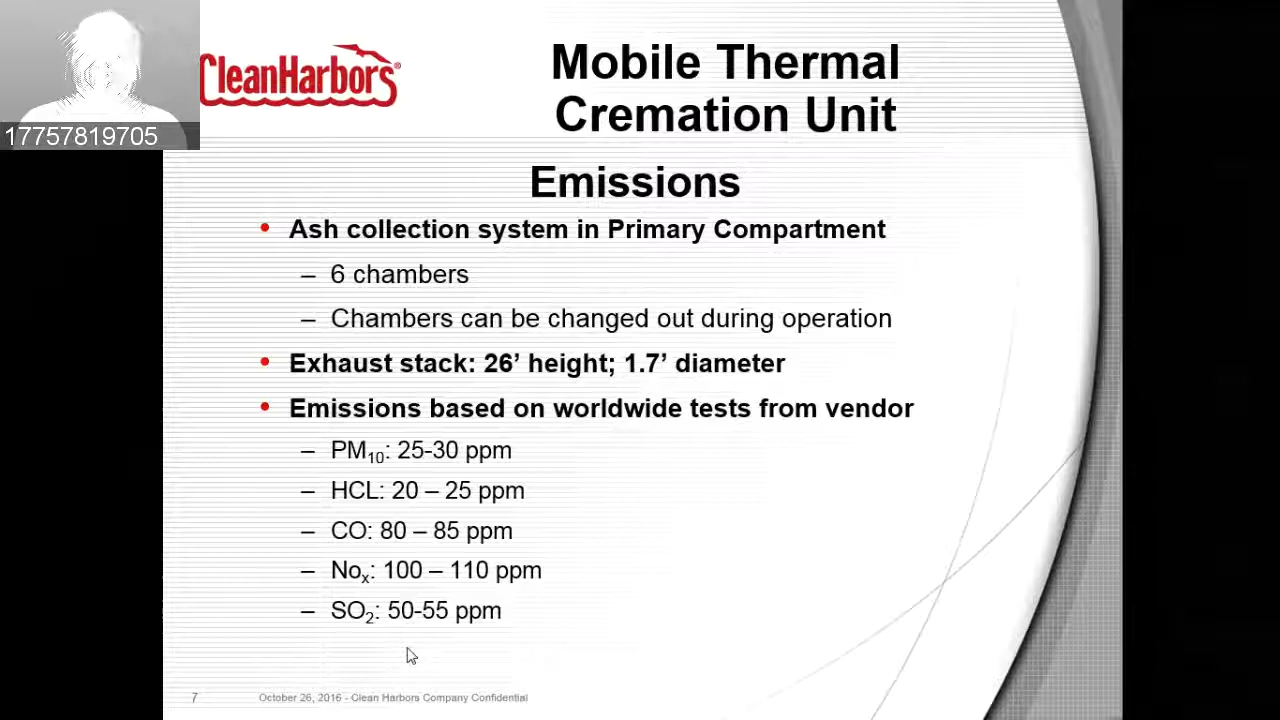 17757819705
CleanHarbors®
Mobile Thermal
Cremation Unit
Emissions
• Ash collection system in Primary Compartment
– 6 chambers
– Chambers can be changed out during operation
• Exhaust stack: 26’ height; 1.7’ diameter
• Emissions based on worldwide tests from vendor
– PM10: 25-30 ppm
– HCL: 20 – 25 ppm
– CO: 80 – 85 ppm
– Nox: 100 – 110 ppm
– SO2: 50-55 ppm
7 October 26, 2016 - Clean Harbors Company Confidential